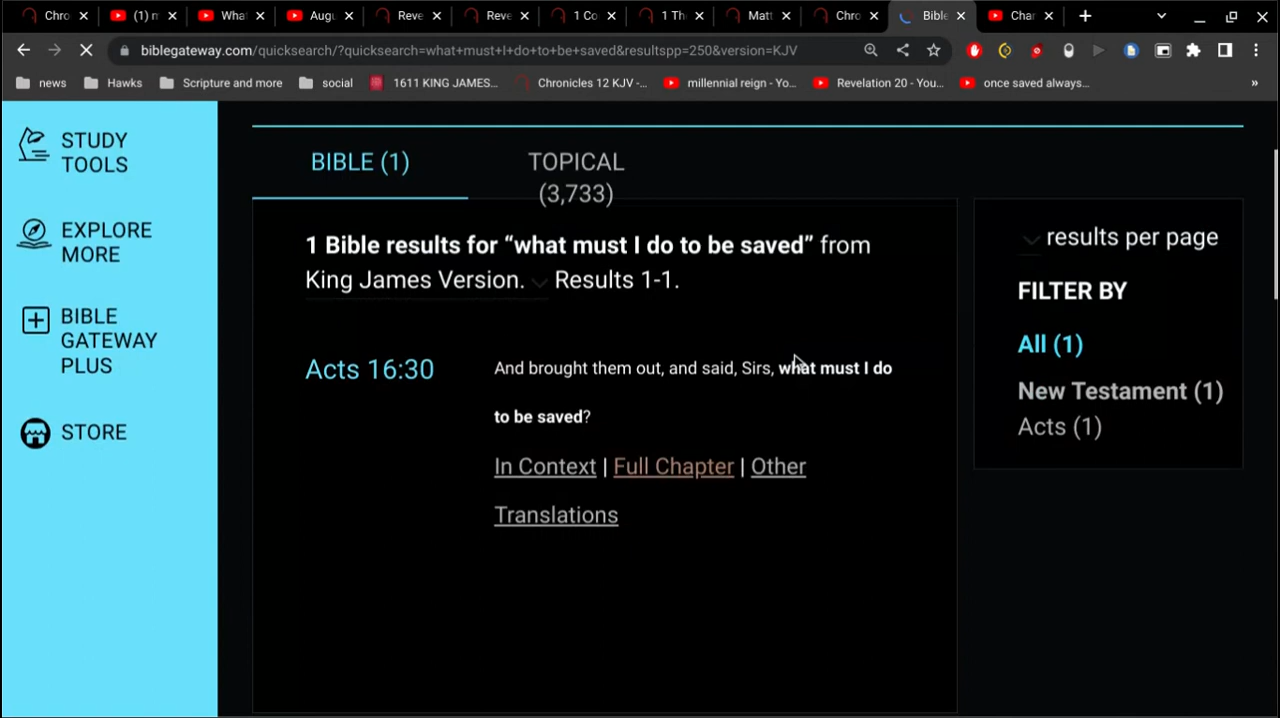 Chro
(1) m
Wha
Augu
Reve
Reve
1 Co
1 Th
Matt
Chro
Bible
Char
biblegateway.com/quicksearch/?quicksearch=what+must+I+do+to+be+saved&resultspp=250&version=KJV
news
Hawks
Scripture and more
social
1611 KING JAMES...
Chronicles 12 KJV -...
millennial reign - Yo...
Revelation 20 - You...
once saved always...
»
STUDY
TOOLS
EXPLORE
MORE
BIBLE
GATEWAY
PLUS
STORE
BIBLE (1)
TOPICAL
(3,733)
1 Bible results for “what must I do to be saved” from
King James Version. Results 1-1.
Acts 16:30
And brought them out, and said, Sirs, what must I do
to be saved?
In Context | Full Chapter | Other
Translations
results per page
FILTER BY
All (1)
New Testament (1)
Acts (1)